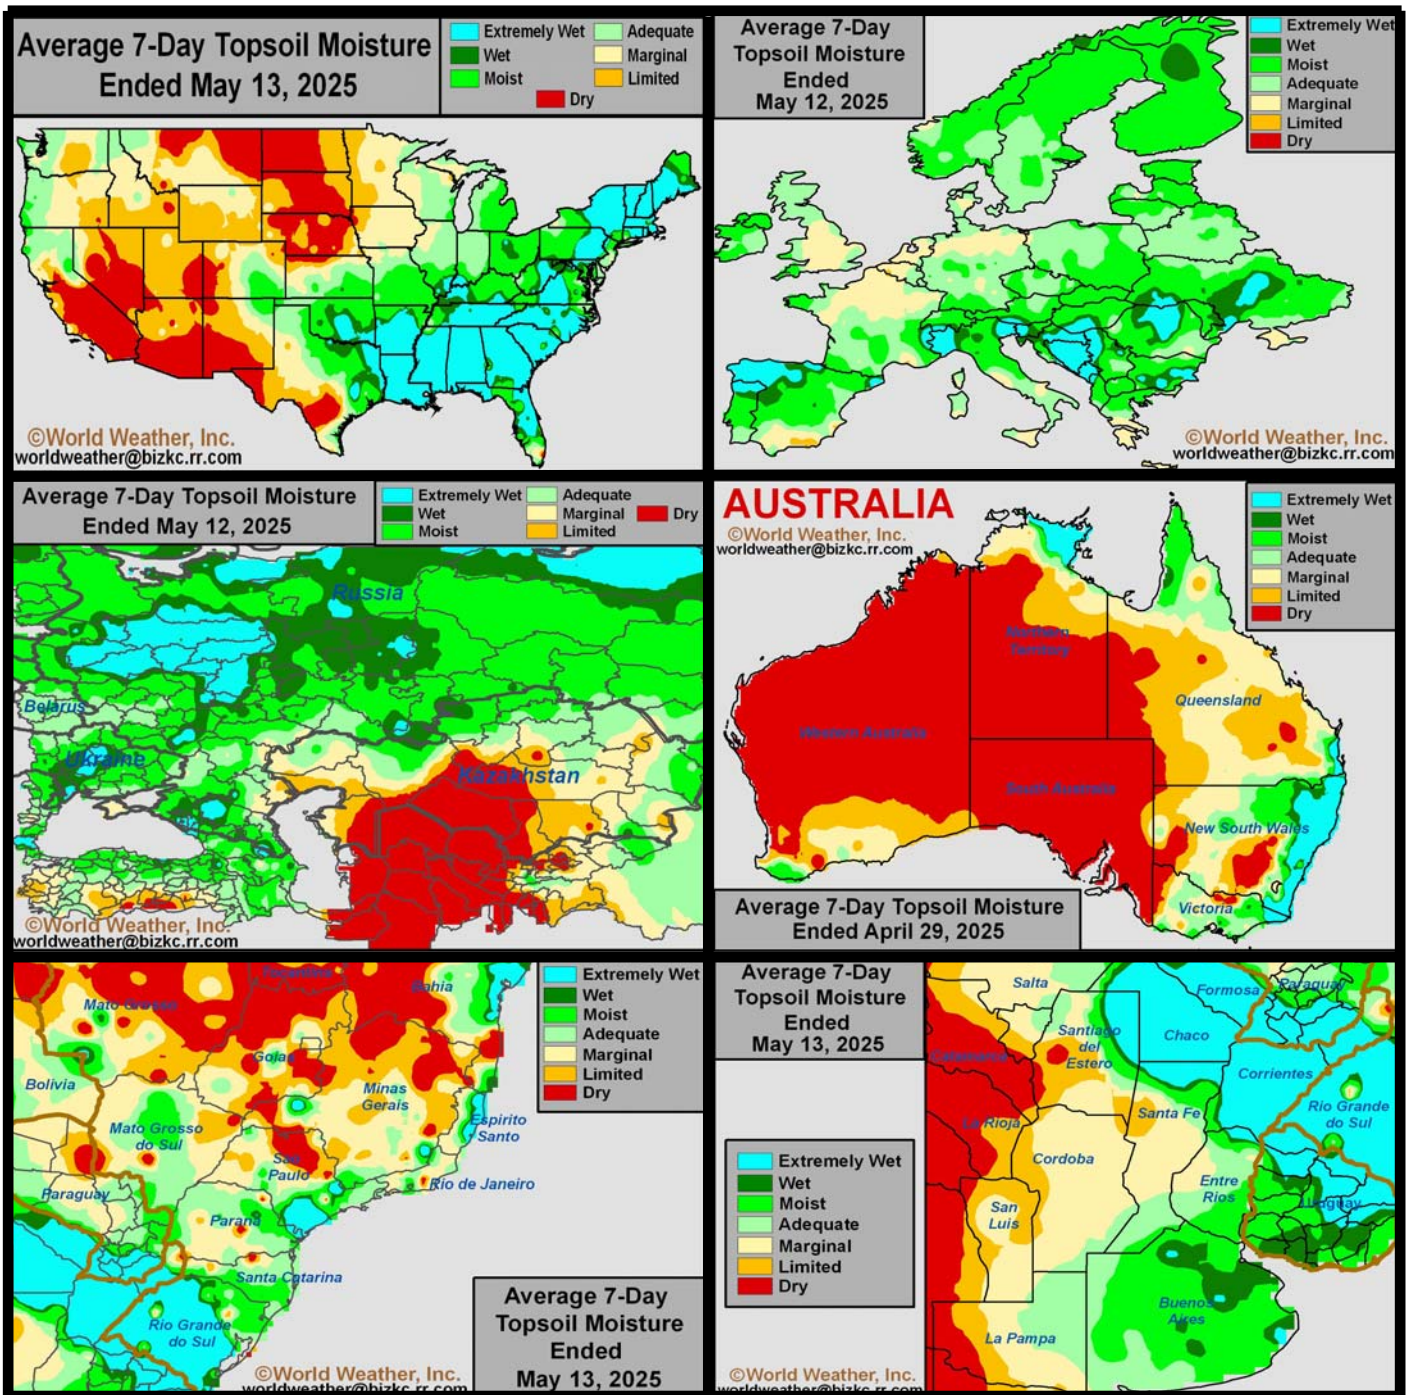 Average 7-Day Topsoil Moisture
Ended May 13, 2025
Extremely Wet
Wet
Moist
Adequate
Marginal
Limited
Dry
©World Weather, Inc.
worldweather@bizkc.rr.com
Average 7-Day
Topsoil Moisture
Ended
May 12, 2025
Extremely Wet
Wet
Moist
Adequate
Marginal
Limited
Dry
©World Weather, Inc.
worldweather@bizkc.rr.com
Average 7-Day Topsoil Moisture
Ended May 12, 2025
Extremely Wet
Wet
Moist
Adequate
Marginal
Limited
Dry
Russia
Belarus
Ukraine
Kazakhstan
©World Weather, Inc.
worldweather@bizkc.rr.com
AUSTRALIA
©World Weather, Inc.
worldweather@bizkc.rr.com
Extremely Wet
Wet
Moist
Adequate
Marginal
Limited
Dry
Northern
Territory
Queensland
Western Australia
South Australia
New South Wales
Victoria
Average 7-Day Topsoil Moisture
Ended April 29, 2025
Tocantins
Bahia
Mato Grosso
Extremely Wet
Wet
Moist
Adequate
Marginal
Limited
Dry
Goias
Bolivia
Minas
Gerais
Espirito
Santo
Mato Grosso
do Sul
Sao
Paulo
Rio de Janeiro
Paraguay
Parana
Santa Catarina
Rio Grande
do Sul
Average 7-Day
Topsoil Moisture
Ended
May 13, 2025
©World Weather, Inc.
worldweather@bizkc.rr.com
Average 7-Day
Topsoil Moisture
Ended
May 13, 2025
Salta
Formosa
Paraguay
Chaco
Santiago
del
Estero
Catamarca
Corrientes
Rio Grande
do Sul
La Rioja
Santa Fe
Cordoba
Entre
Rios
San
Luis
Uruguay
Extremely Wet
Wet
Moist
Adequate
Marginal
Limited
Dry
Buenos
Aires
La Pampa
©World Weather, Inc.
worldweather@bizkc.rr.com